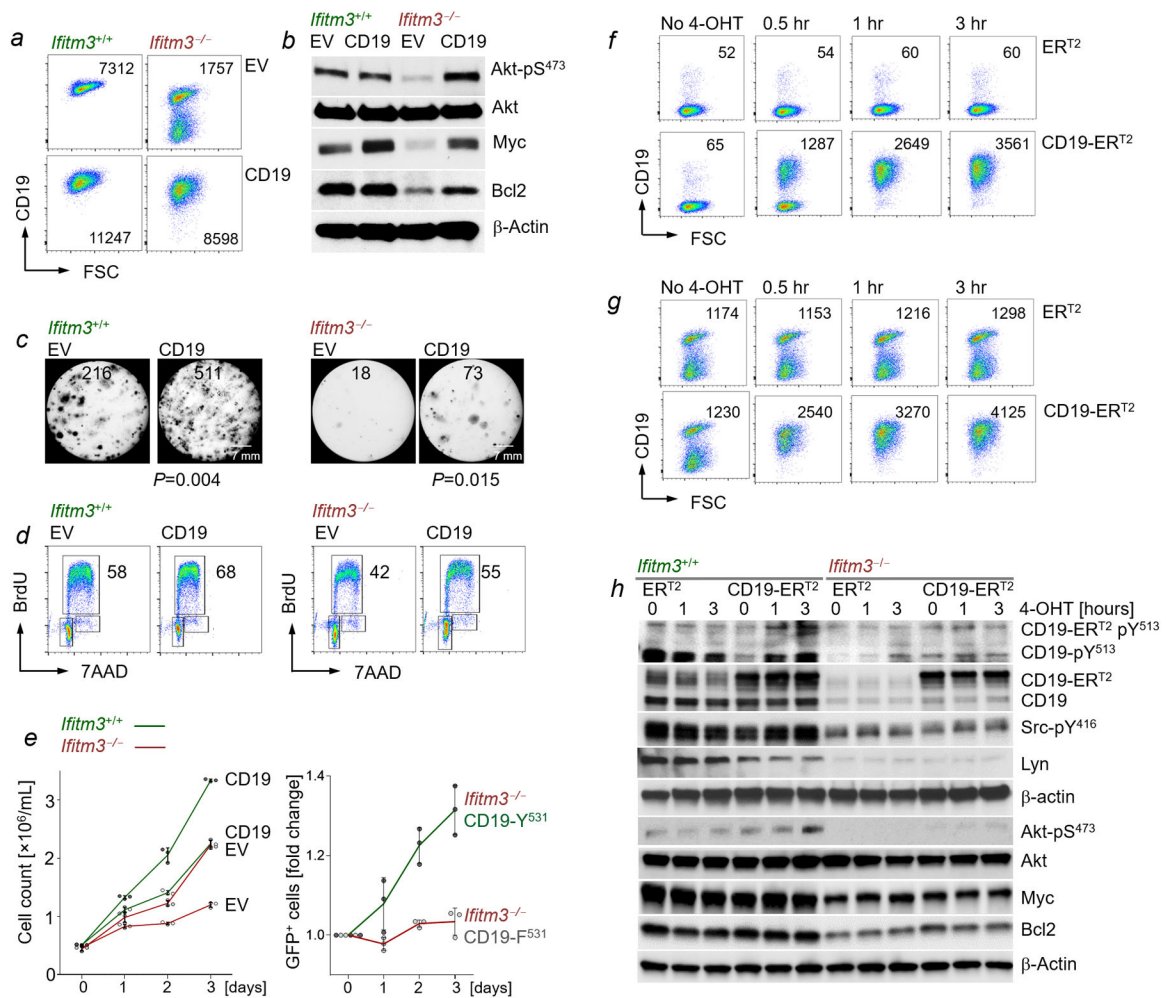 a
Ifitm3+/+ Ifitm3−/−
7312 1757 EV
CD19
11247 8598
CD19
FSC
b
Ifitm3+/+ Ifitm3−/−
EV CD19 EV CD19
Akt-pS473
Akt
Myc
Bcl2
β-Actin
c
Ifitm3+/+ Ifitm3−/−
EV CD19 EV CD19
216 511 18 73
7 mm 7 mm
P=0.004 P=0.015
d
Ifitm3+/+ Ifitm3−/−
EV CD19 EV CD19
58 68 42 55
BrdU BrdU
7AAD 7AAD
e
Ifitm3+/+
Ifitm3−/−
Cell count [×106/mL]
3
2
1
0
CD19
CD19
EV
EV
0 1 2 3 [days]
GFP+ cells [fold change]
1.4
1.2
1.0
Ifitm3−/−
CD19-Y531
Ifitm3−/−
CD19-F531
0 1 2 3 [days]
f
No 4-OHT 0.5 hr 1 hr 3 hr
52 54 60 60 ERT2
65 1287 2649 3561 CD19-ERT2
CD19
FSC
g
No 4-OHT 0.5 hr 1 hr 3 hr
1174 1153 1216 1298 ERT2
1230 2540 3270 4125 CD19-ERT2
CD19
FSC
h
Ifitm3+/+ Ifitm3−/−
ERT2 CD19-ERT2 ERT2 CD19-ERT2
0 1 3 0 1 3 0 1 3 0 1 3 4-OHT [hours]
CD19-ERT2 pY513
CD19-pY513
CD19-ERT2
CD19
Src-pY416
Lyn
β-actin
Akt-pS473
Akt
Myc
Bcl2
β-Actin